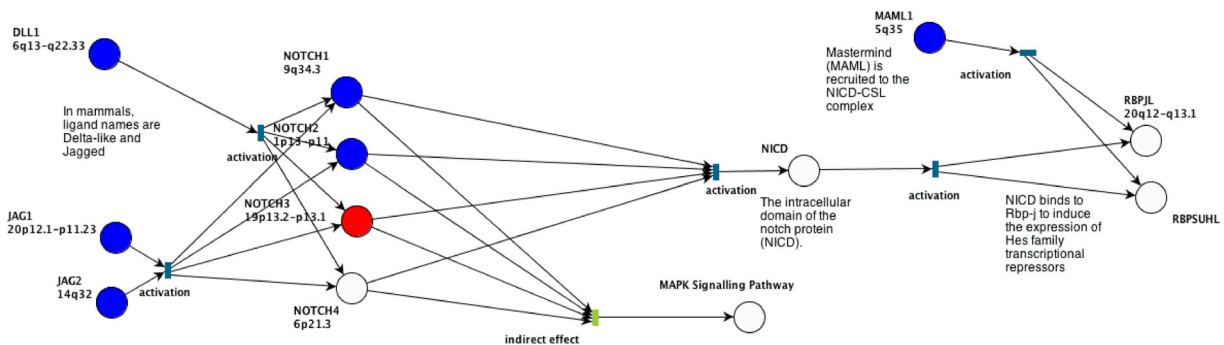 DLL1
6q13-q22.33
In mammals,
ligand names are
Delta-like and
Jagged
JAG1
20p12.1-p11.23
JAG2
14q32
activation
activation
NOTCH1
9q34.3
NOTCH2
1p13-p11
NOTCH3
19p13.2-p13.1
NOTCH4
6p21.3
indirect effect
MAPK Signalling Pathway
activation
NICD
The intracellular
domain of the
notch protein
(NICD).
MAML1
5q35
Mastermind
(MAML) is
recruited to the
NICD-CSL
complex
activation
activation
RBPJL
20q12-q13.1
RBPSUHL
NICD binds to
Rbp-j to induce
the expression of
Hes family
transcriptional
repressors